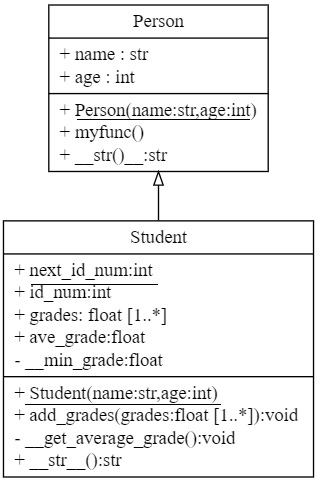 Person
+ name : str
+ age : int
+ Person(name:str,age:int)
+ myfunc()
+ __str()__:str
Student
+ next_id_num:int
+ id_num:int
+ grades: float [1..*]
+ ave_grade:float
- __min_grade:float
+ Student(name:str,age:int)
+ add_grades(grades:float [1..*]):void
- __get_average_grade():void
+ __str__():str